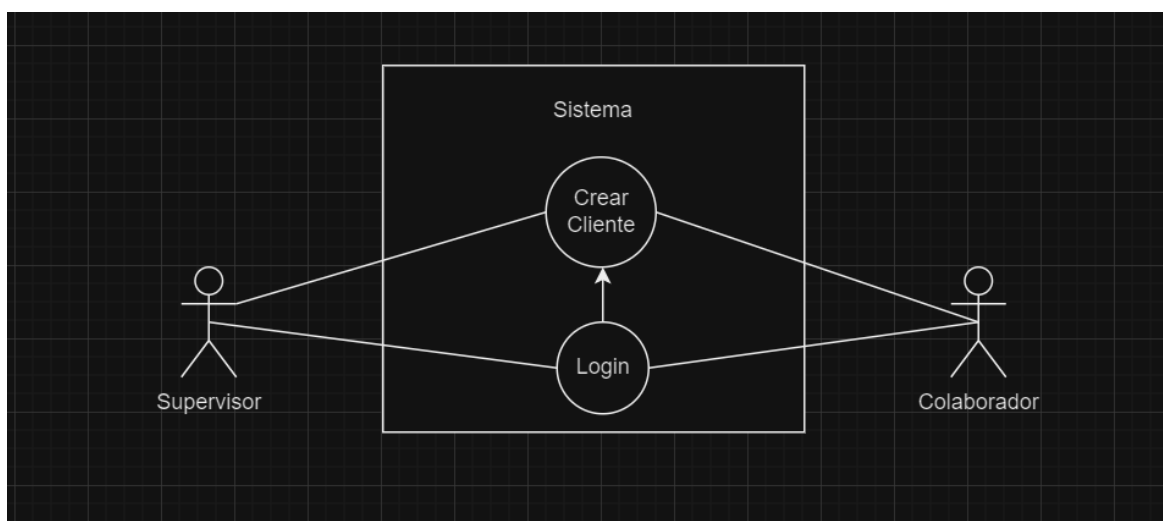 Sistema
Crear
Cliente
Login
Supervisor
Colaborador